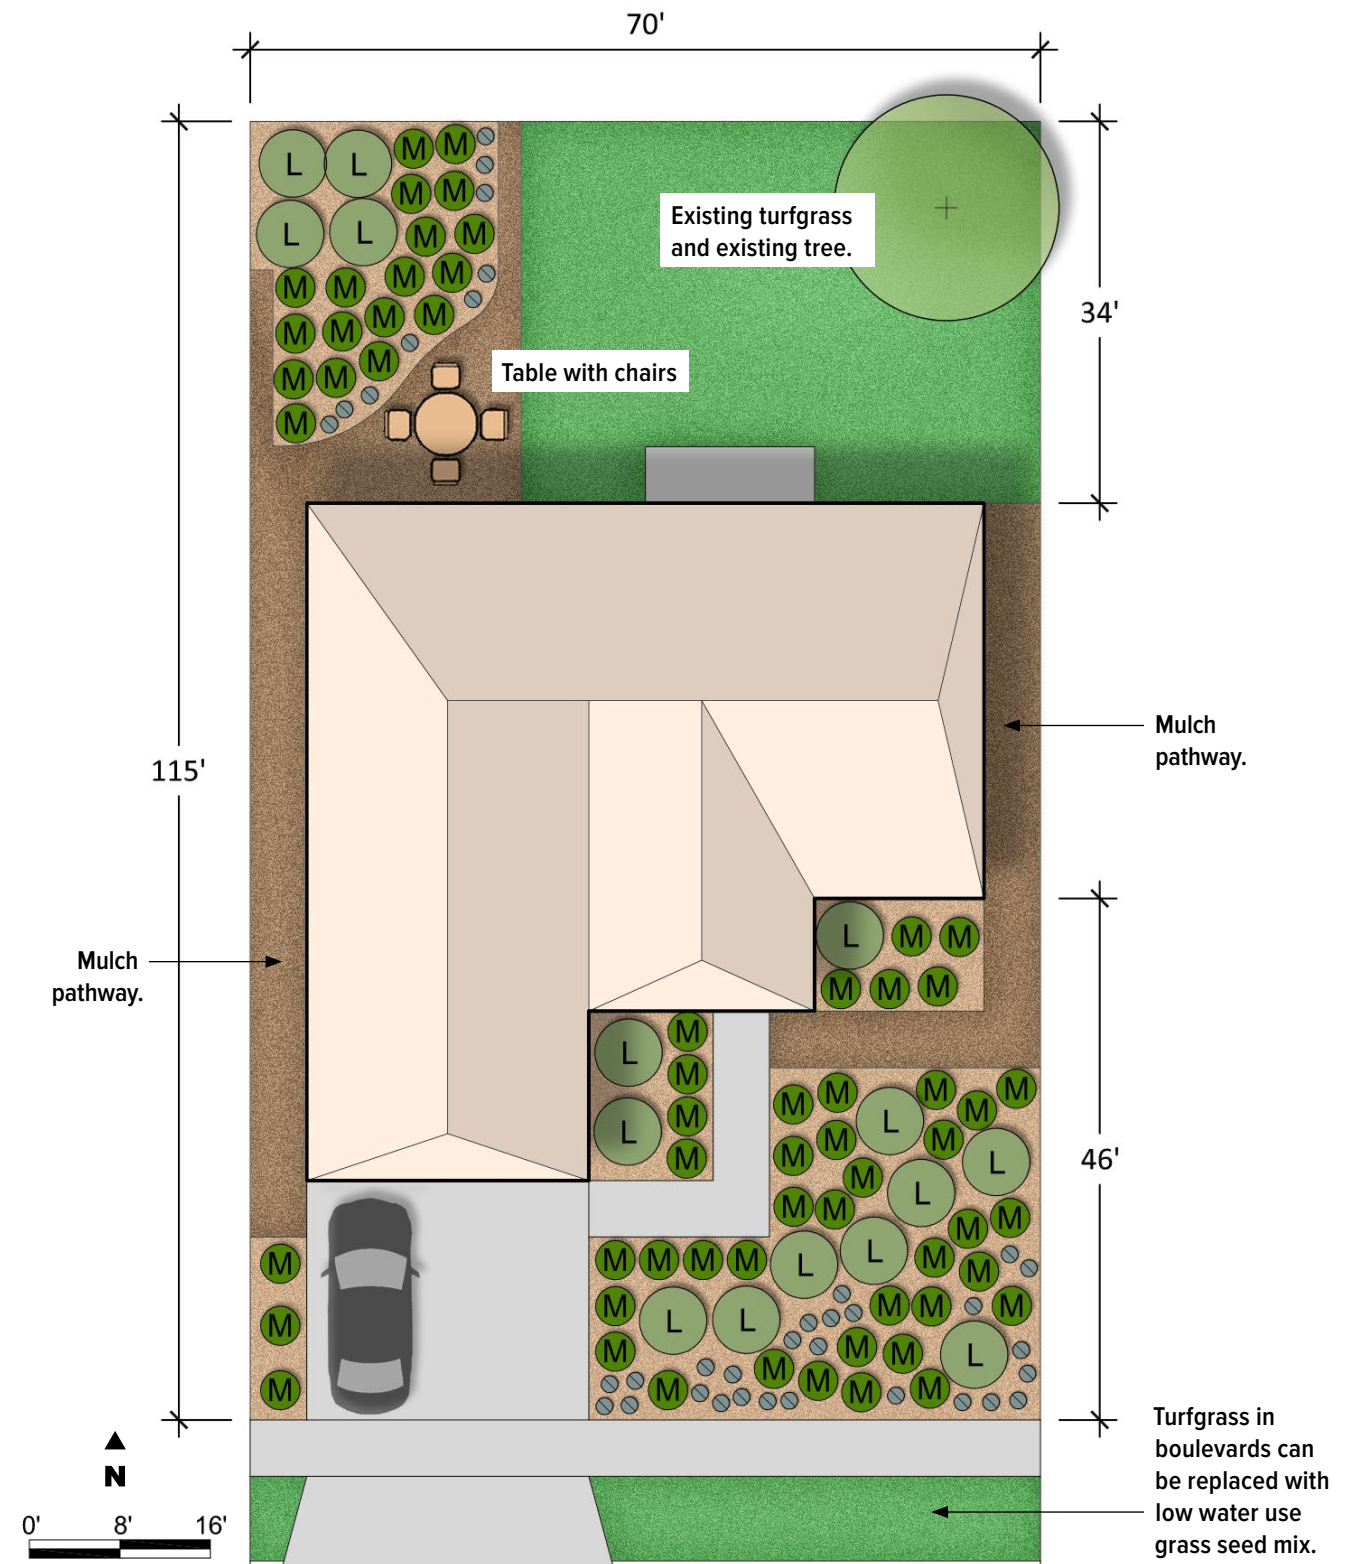 70'
L L M M
M M
L L M M
Existing turfgrass
and existing tree.
M M M M
34'
M M M M
Table with chairs
M M M
M
Mulch
pathway.
115'
Mulch
pathway.
L M M
M M M
L M
M
L M
M
46'
M M L M M M
M M M L
M L
M M M M
M
M M M M L L M M
M
M L L M M M
M M M M L
M
M M M M
N
0' 8' 16'
Turfgrass in
boulevards can
be replaced with
low water use
grass seed mix.